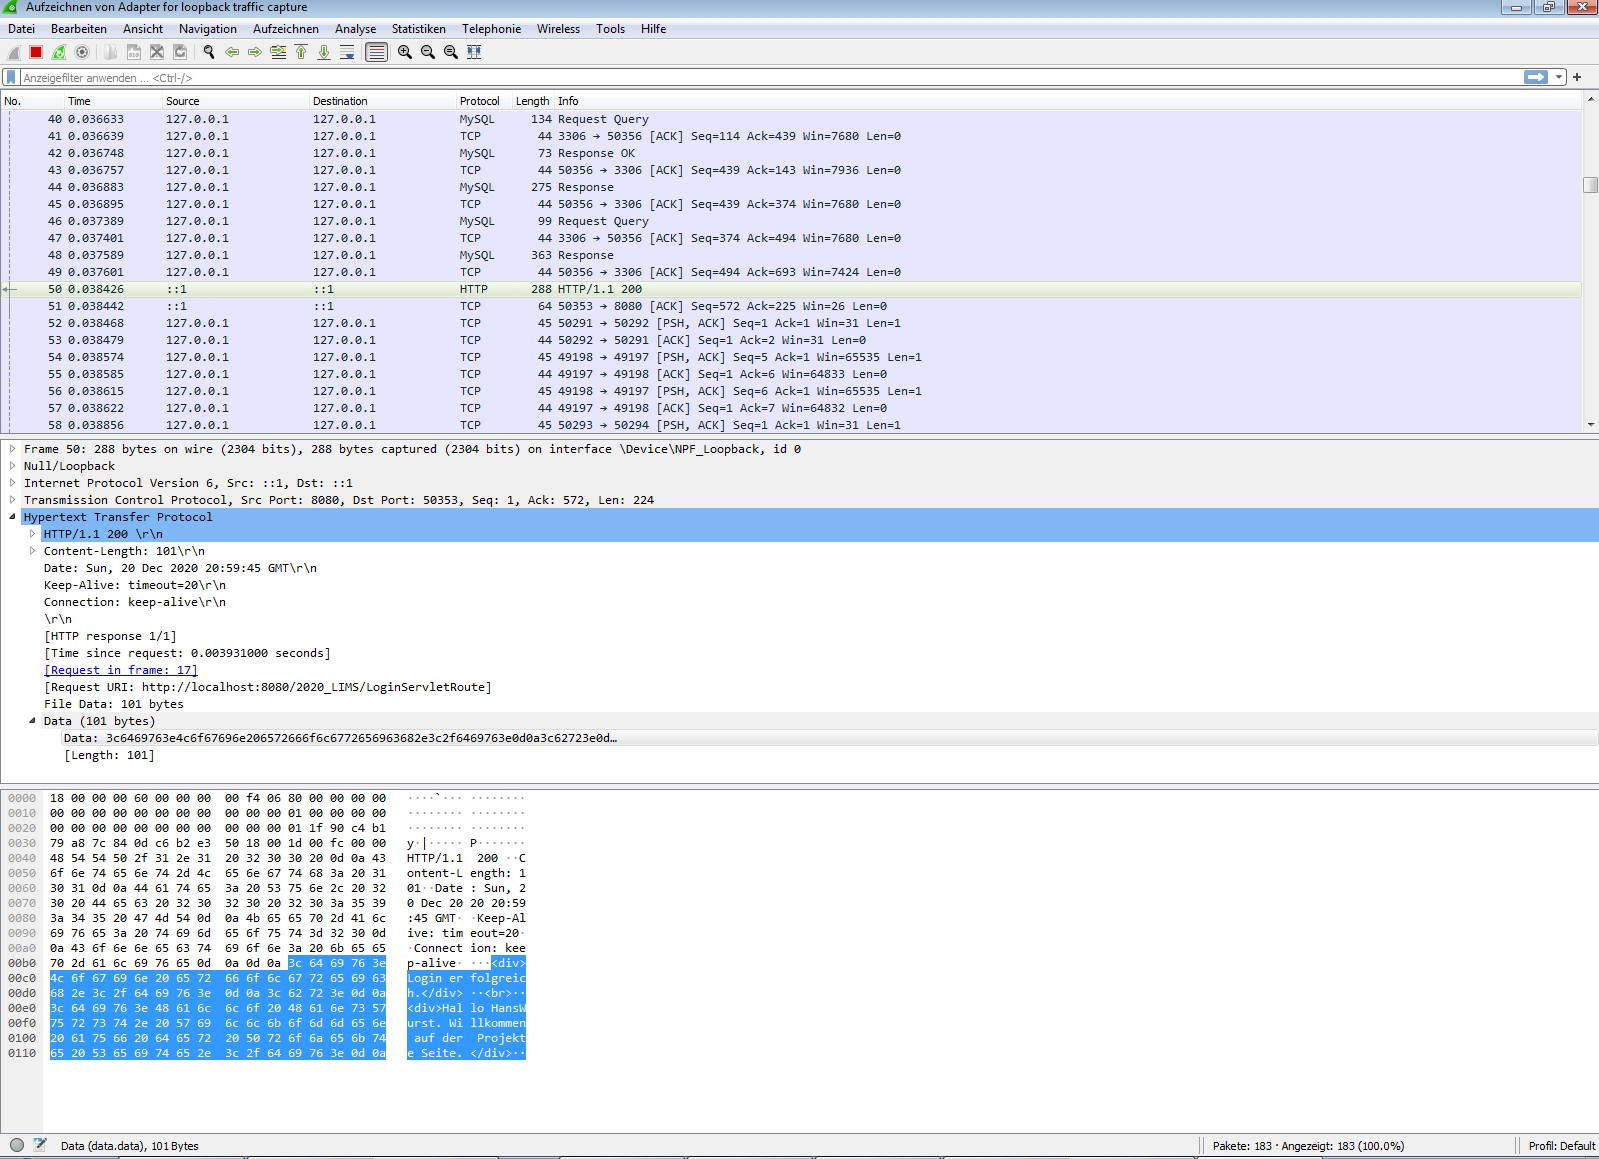 Aufzeichnen von Adapter for loopback traffic capture
Datei Bearbeiten Ansicht Navigation Aufzeichnen Analyse Statistiken Telephonie Wireless Tools Hilfe
Anzeigefilter anwenden ... <Ctrl-/>
No. Time Source Destination Protocol Length Info
40 0.036633 127.0.0.1 127.0.0.1 MySQL 134 Request Query
41 0.036639 127.0.0.1 127.0.0.1 TCP 44 3306 → 50356 [ACK] Seq=114 Ack=439 Win=7680 Len=0
42 0.036748 127.0.0.1 127.0.0.1 MySQL 73 Response OK
43 0.036757 127.0.0.1 127.0.0.1 TCP 44 50356 → 3306 [ACK] Seq=439 Ack=143 Win=7936 Len=0
44 0.036883 127.0.0.1 127.0.0.1 MySQL 275 Response
45 0.036895 127.0.0.1 127.0.0.1 TCP 44 50356 → 3306 [ACK] Seq=439 Ack=374 Win=7680 Len=0
46 0.037389 127.0.0.1 127.0.0.1 MySQL 99 Request Query
47 0.037401 127.0.0.1 127.0.0.1 TCP 44 3306 → 50356 [ACK] Seq=374 Ack=494 Win=7680 Len=0
48 0.037589 127.0.0.1 127.0.0.1 MySQL 363 Response
49 0.037601 127.0.0.1 127.0.0.1 TCP 44 50356 → 3306 [ACK] Seq=494 Ack=693 Win=7424 Len=0
50 0.038426 ::1 ::1 HTTP 288 HTTP/1.1 200
51 0.038442 ::1 ::1 TCP 64 50353 → 8080 [ACK] Seq=572 Ack=225 Win=26 Len=0
52 0.038468 127.0.0.1 127.0.0.1 TCP 45 50291 → 50292 [PSH, ACK] Seq=1 Ack=1 Win=31 Len=1
53 0.038479 127.0.0.1 127.0.0.1 TCP 44 50292 → 50291 [ACK] Seq=1 Ack=2 Win=31 Len=0
54 0.038574 127.0.0.1 127.0.0.1 TCP 45 49198 → 49197 [PSH, ACK] Seq=5 Ack=1 Win=65535 Len=1
55 0.038585 127.0.0.1 127.0.0.1 TCP 44 49197 → 49198 [ACK] Seq=1 Ack=6 Win=64833 Len=0
56 0.038615 127.0.0.1 127.0.0.1 TCP 45 49198 → 49197 [PSH, ACK] Seq=6 Ack=1 Win=65535 Len=1
57 0.038622 127.0.0.1 127.0.0.1 TCP 44 49197 → 49198 [ACK] Seq=1 Ack=7 Win=64832 Len=0
58 0.038856 127.0.0.1 127.0.0.1 TCP 45 50293 → 50294 [PSH, ACK] Seq=1 Ack=1 Win=31 Len=1
Frame 50: 288 bytes on wire (2304 bits), 288 bytes captured (2304 bits) on interface \Device\NPF_Loopback, id 0
Null/Loopback
Internet Protocol Version 6, Src: ::1, Dst: ::1
Transmission Control Protocol, Src Port: 8080, Dst Port: 50353, Seq: 1, Ack: 572, Len: 224
Hypertext Transfer Protocol
HTTP/1.1 200 \r\n
Content-Length: 101\r\n
Date: Sun, 20 Dec 2020 20:59:45 GMT\r\n
Keep-Alive: timeout=20\r\n
Connection: keep-alive\r\n
\r\n
[HTTP response 1/1]
[Time since request: 0.003931000 seconds]
[Request in frame: 17]
[Request URI: http://localhost:8080/2020_LIMS/LoginServletRoute]
File Data: 101 bytes
Data (101 bytes)
Data: 3c6469763e4c6f67696e206572666f6c6772656963682e3c2f6469763e0d0a3c62723e0d…
[Length: 101]
0000 18 00 00 00 60 00 00 00 00 f4 06 80 00 00 00 00 ····`··· ········
0010 00 00 00 00 00 00 00 00 00 00 00 01 00 00 00 00 ········ ········
0020 00 00 00 00 00 00 00 00 00 00 00 01 1f 90 c4 b1 ········ ········
0030 79 a8 7c 84 0d c6 b2 e3 50 18 00 1d 00 fc 00 00 y·|····· P·······
0040 48 54 54 50 2f 31 2e 31 20 32 30 30 20 0d 0a 43 HTTP/1.1 200 ··C
0050 6f 6e 74 65 6e 74 2d 4c 65 6e 67 74 68 3a 20 31 ontent-L ength: 1
0060 30 31 0d 0a 44 61 74 65 3a 20 53 75 6e 2c 20 32 01··Date : Sun, 2
0070 30 20 44 65 63 20 32 30 32 30 20 32 30 3a 35 39 0 Dec 20 20 20:59
0080 3a 34 35 20 47 4d 54 0d 0a 4b 65 65 70 2d 41 6c :45 GMT· ·Keep-Al
0090 69 76 65 3a 20 74 69 6d 65 6f 75 74 3d 32 30 0d ive: tim eout=20·
00a0 0a 43 6f 6e 6e 65 63 74 69 6f 6e 3a 20 6b 65 65 ·Connect ion: kee
00b0 70 2d 61 6c 69 76 65 0d 0a 0d 0a 3c 64 69 76 3e p-alive· ···<div>
00c0 4c 6f 67 69 6e 20 65 72 66 6f 6c 67 72 65 69 63 Login er folgreic
00d0 68 2e 3c 2f 64 69 76 3e 0d 0a 3c 62 72 3e 0d 0a h.</div> ··<br>··
00e0 3c 64 69 76 3e 48 61 6c 6c 6f 20 48 61 6e 73 57 <div>Hal lo HansW
00f0 75 72 73 74 2e 20 57 69 6c 6c 6b 6f 6d 6d 65 6e urst. Wi llkommen
0100 20 61 75 66 20 64 65 72 20 50 72 6f 6a 65 6b 74 auf der Projekt
0110 65 20 53 65 69 74 65 2e 3c 2f 64 69 76 3e 0d 0a e Seite. </div>··
Data (data.data), 101 Bytes Pakete: 183 · Angezeigt: 183 (100.0%) Profil: Default